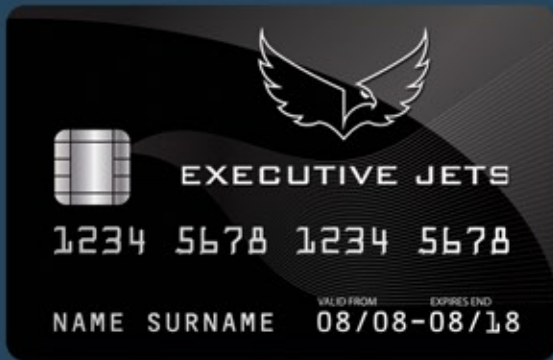 EXECUTIVE JETS
1234 5678 1234 5678
VALID FROM EXPIRES END
NAME SURNAME 08/08-08/18